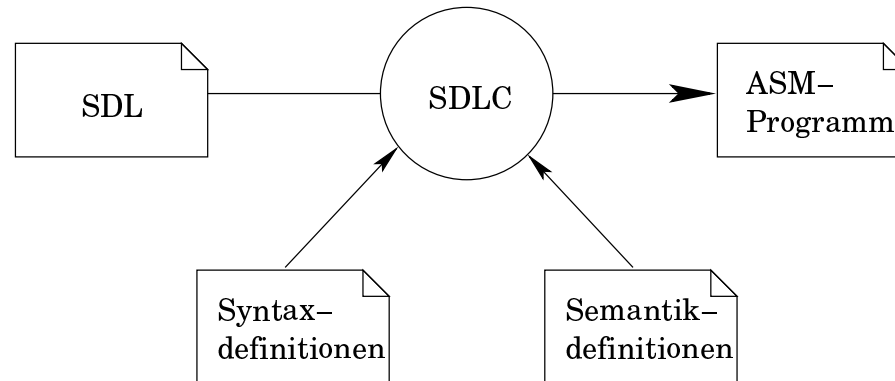 SDL
SDLC
ASM–
Programm
Syntax–
definitionen
Semantik–
definitionen